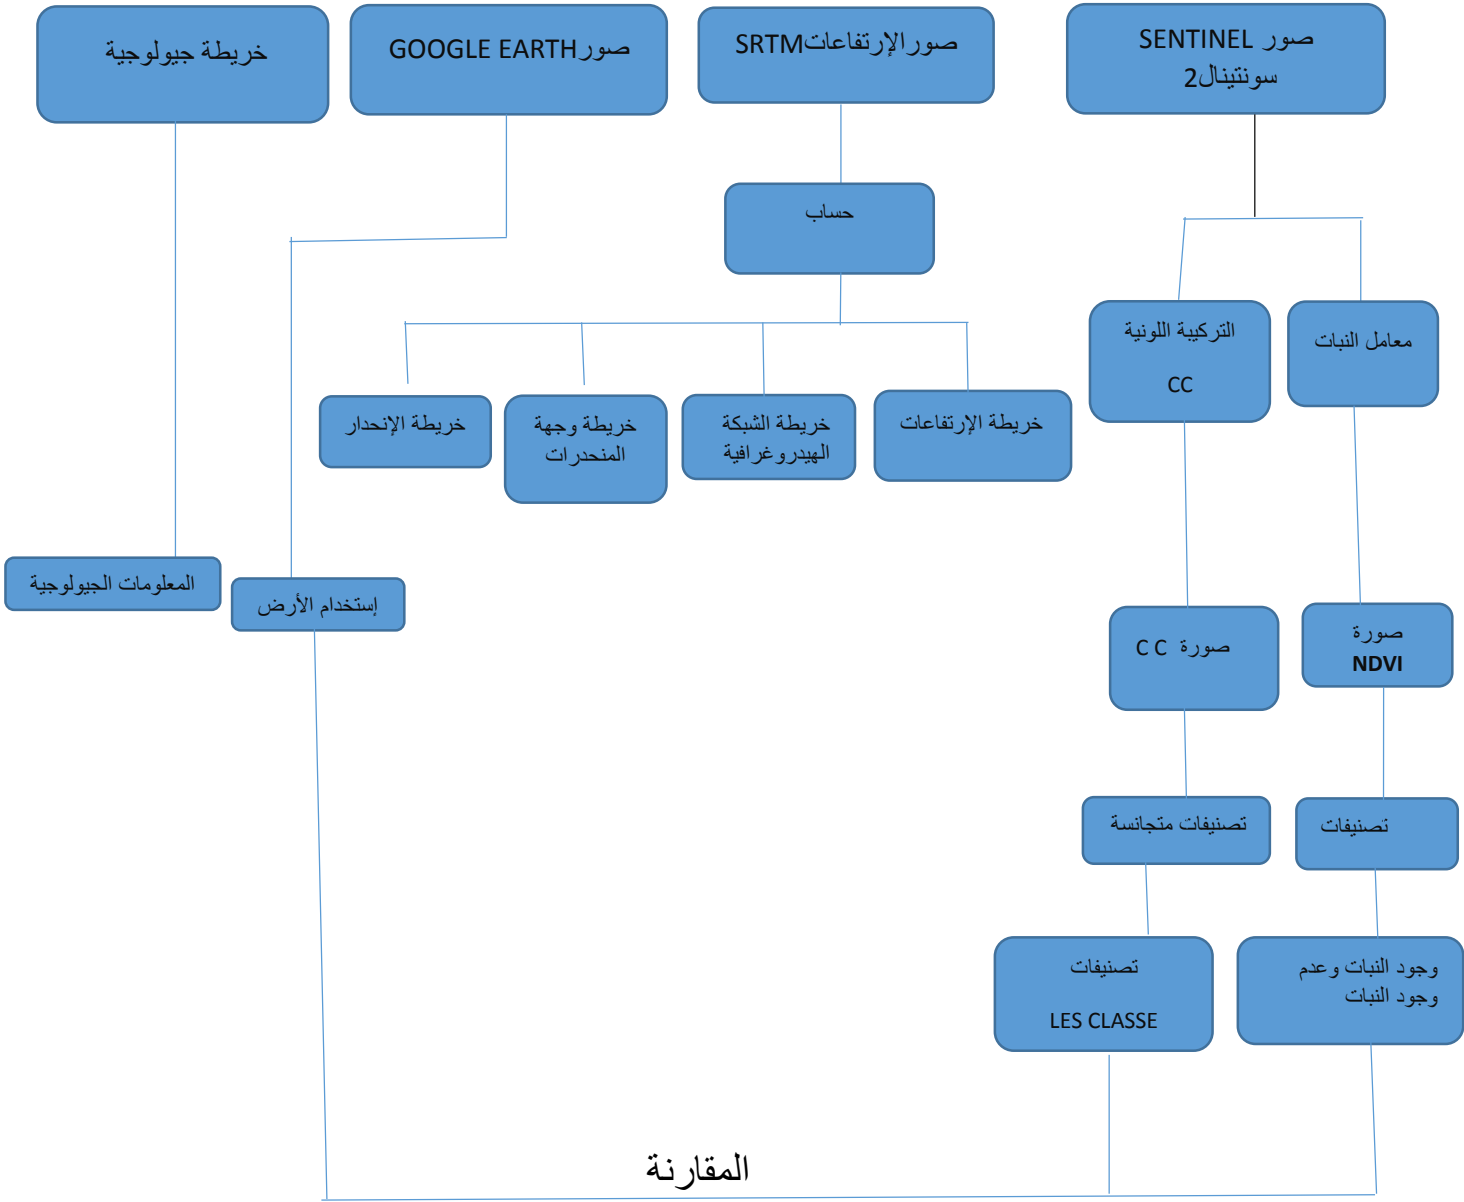 صور SENTINEL
سونتينال2
صورالإرتفاعاتSRTM
صورGOOGLE EARTH
خريطة جيولوجية
حساب
معامل النبات
التركيبة اللونية
CC
خريطة الإرتفاعات
خريطة الشبكة
الهيدروغرافية
خريطة وجهة
المنحدرات
خريطة الإنحدار
المعلومات الجيولوجية
إستخدام الأرض
صورة
NDVI
صورة C C
تصنيفات
تصنيفات متجانسة
وجود النبات وعدم
وجود النبات
تصنيفات
LES CLASSE
المقارنة